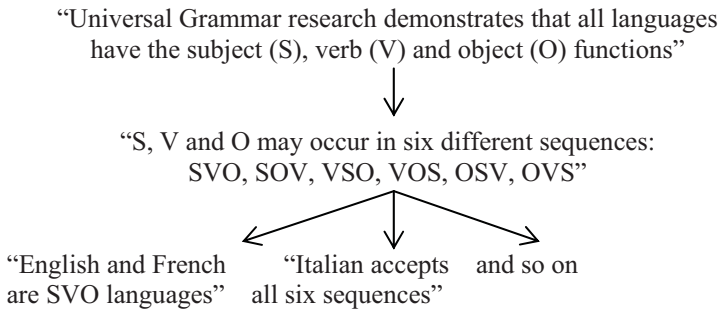 “Universal Grammar research demonstrates that all languages
have the subject (S), verb (V) and object (O) functions”
“S, V and O may occur in six different sequences:
SVO, SOV, VSO, VOS, OSV, OVS”
“English and French
are SVO languages”
“Italian accepts
all six sequences”
and so on